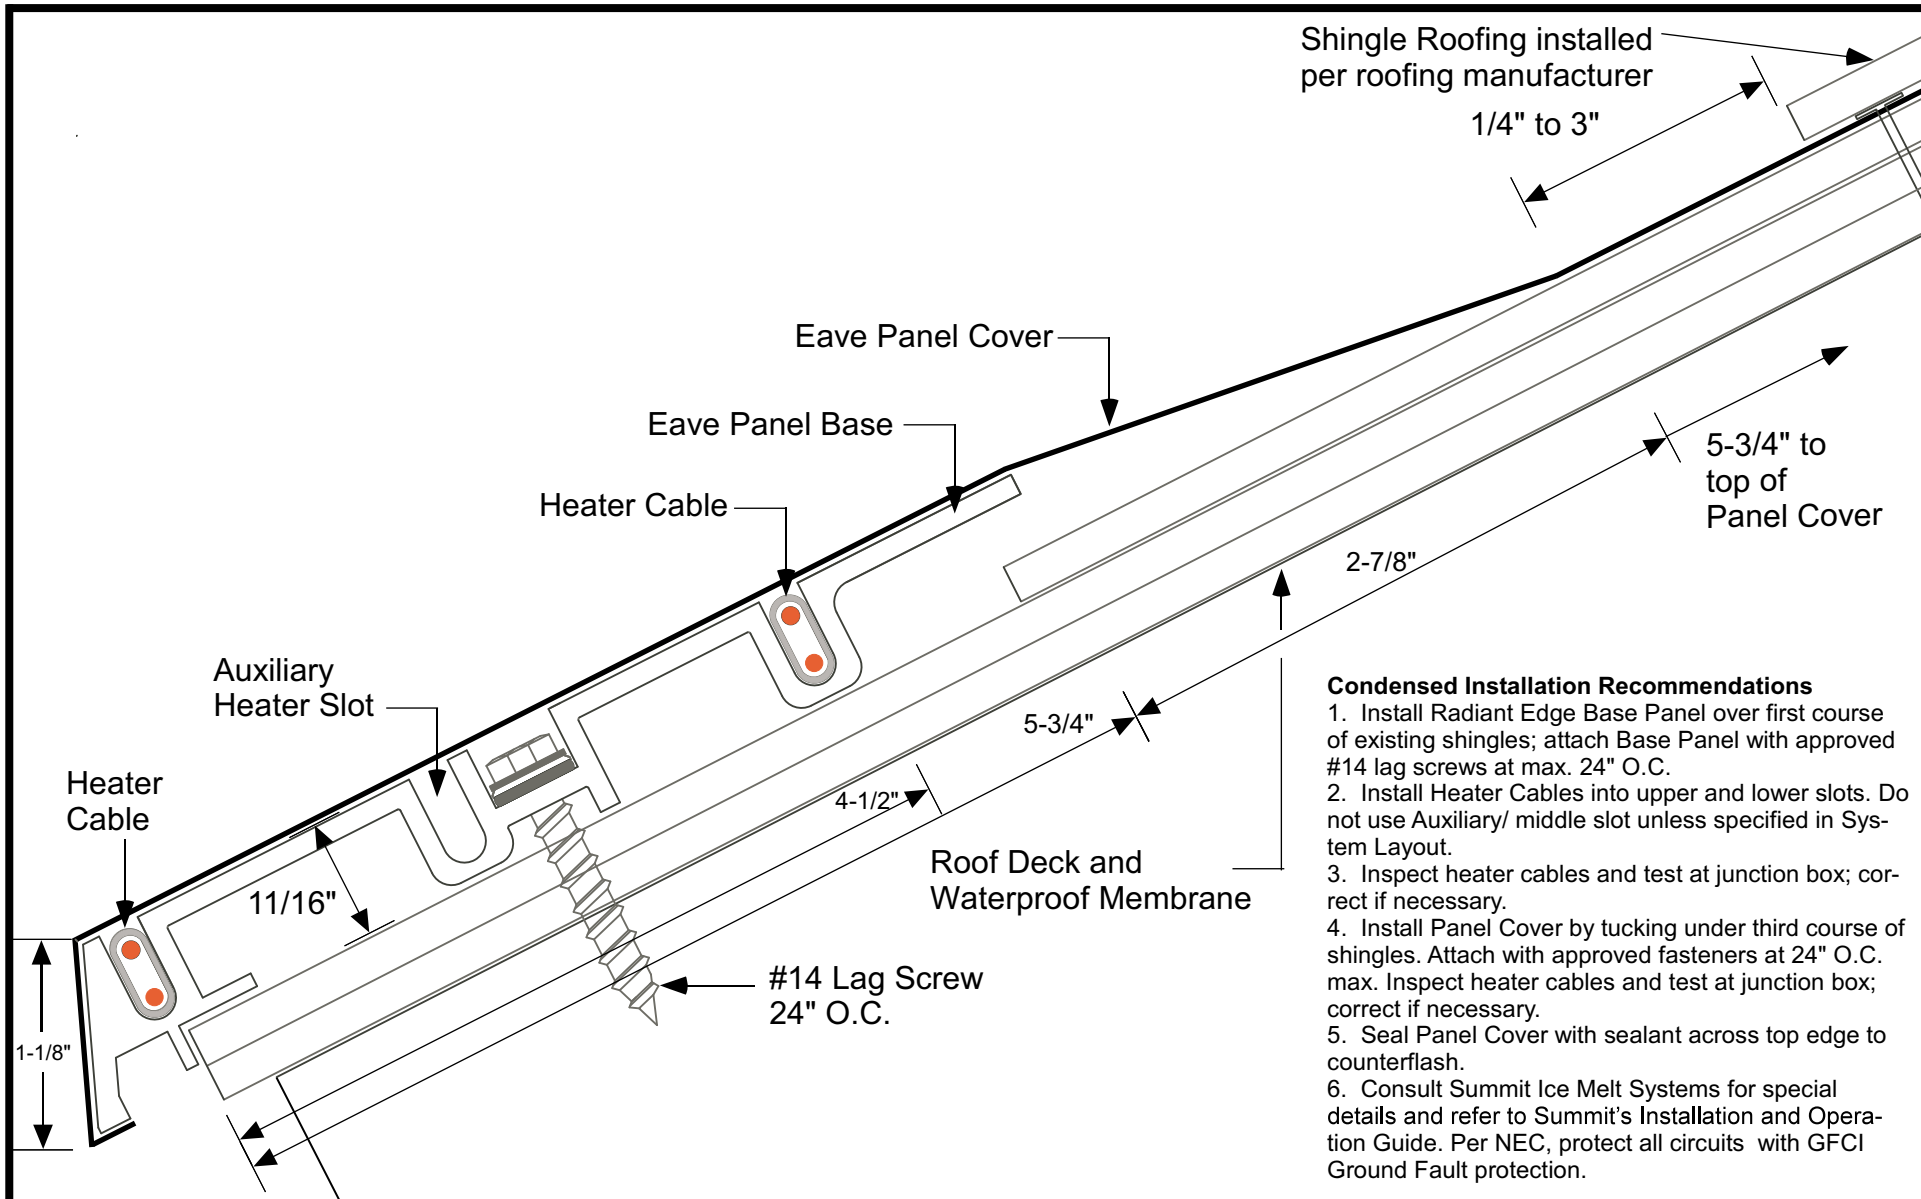 Shingle Roofing installed
per roofing manufacturer
1/4" to 3"
Eave Panel Cover
Eave Panel Base
Heater Cable
Auxiliary
Heater Slot
Heater
Cable
11/16"
1-1/8"
#14 Lag Screw
24" O.C.
4-1/2"
5-3/4"
2-7/8"
5-3/4" to
top of
Panel Cover
Roof Deck and
Waterproof Membrane
Condensed Installation Recommendations
1. Install Radiant Edge Base Panel over first course
of existing shingles; attach Base Panel with approved
#14 lag screws at max. 24" O.C.
2. Install Heater Cables into upper and lower slots. Do
not use Auxiliary/ middle slot unless specified in Sys-
tem Layout.
3. Inspect heater cables and test at junction box; cor-
rect if necessary.
4. Install Panel Cover by tucking under third course of
shingles. Attach with approved fasteners at 24" O.C.
max. Inspect heater cables and test at junction box;
correct if necessary.
5. Seal Panel Cover with sealant across top edge to
counterflash.
6. Consult Summit Ice Melt Systems for special
details and refer to Summit’s Installation and Opera-
tion Guide. Per NEC, protect all circuits with GFCI
Ground Fault protection.